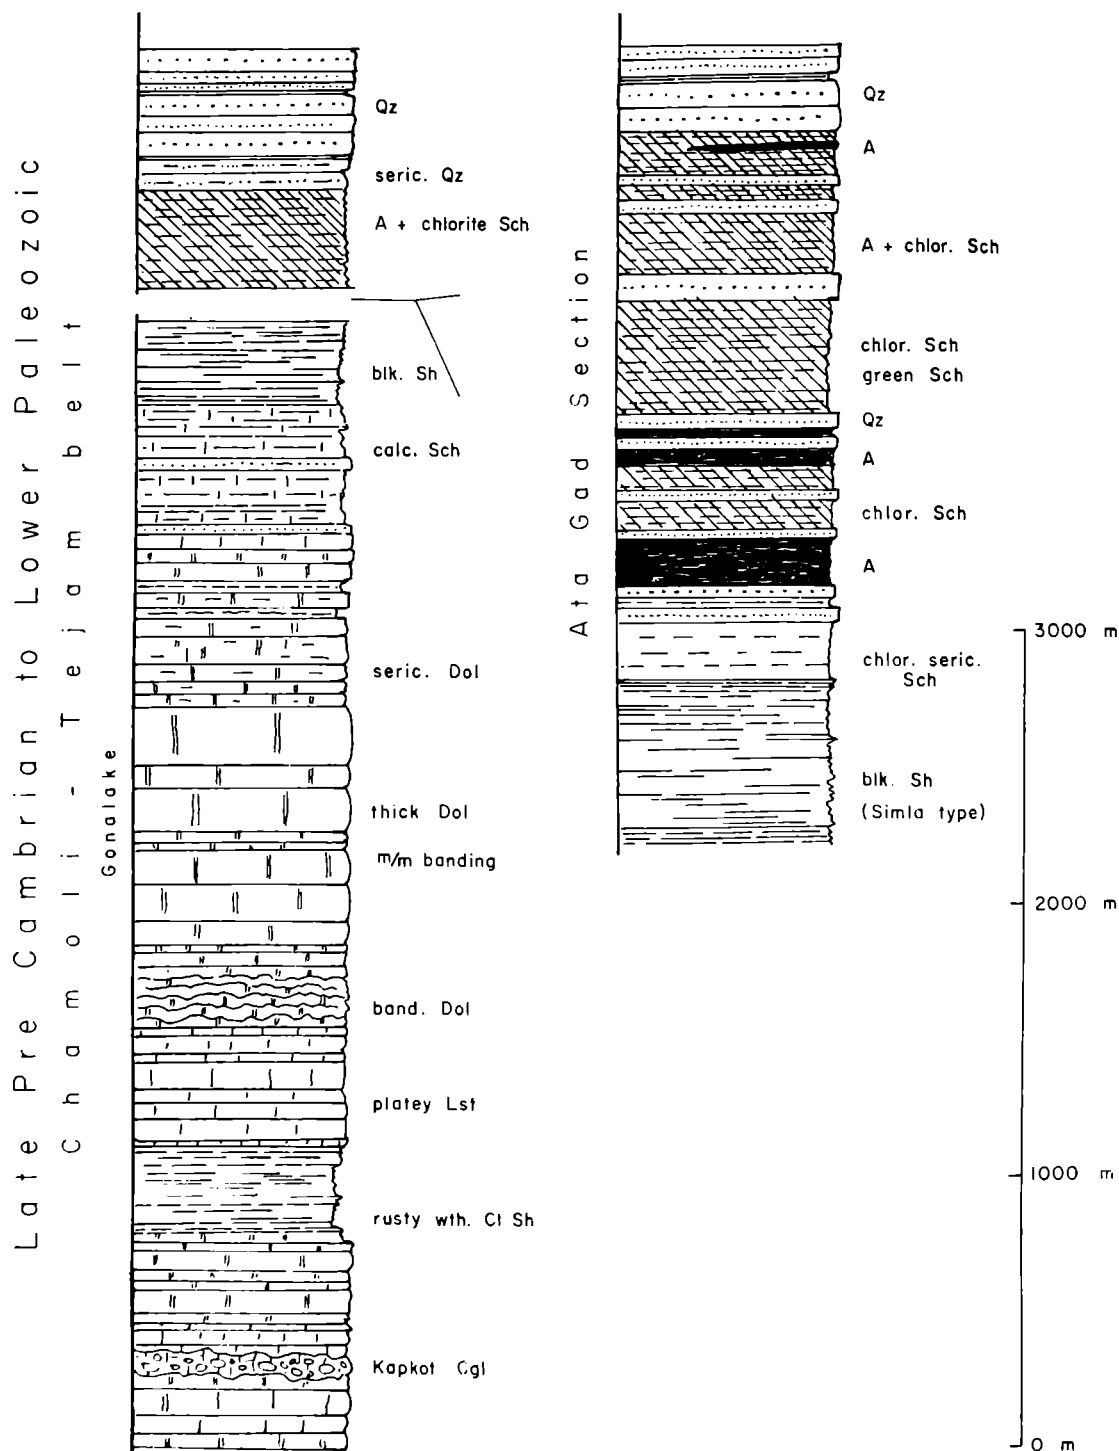 Late Pre Cambrian to Lower Paleozoic
Chamoli - Tejam belt
Gonalake
Qz
seric. Qz
A + chlorite Sch
blk. Sh
calc. Sch
seric. Dol
thick Dol
m/m banding
band. Dol
platey Lst
rusty wth. Cl Sh
Kapkot Cgl
Ata Gad Section
Qz
A
A + chlor. Sch
chlor. Sch
green Sch
Qz
A
chlor. Sch
A
chlor. seric.
Sch
blk. Sh
(Simla type)
3000 m
2000 m
1000 m
0 m